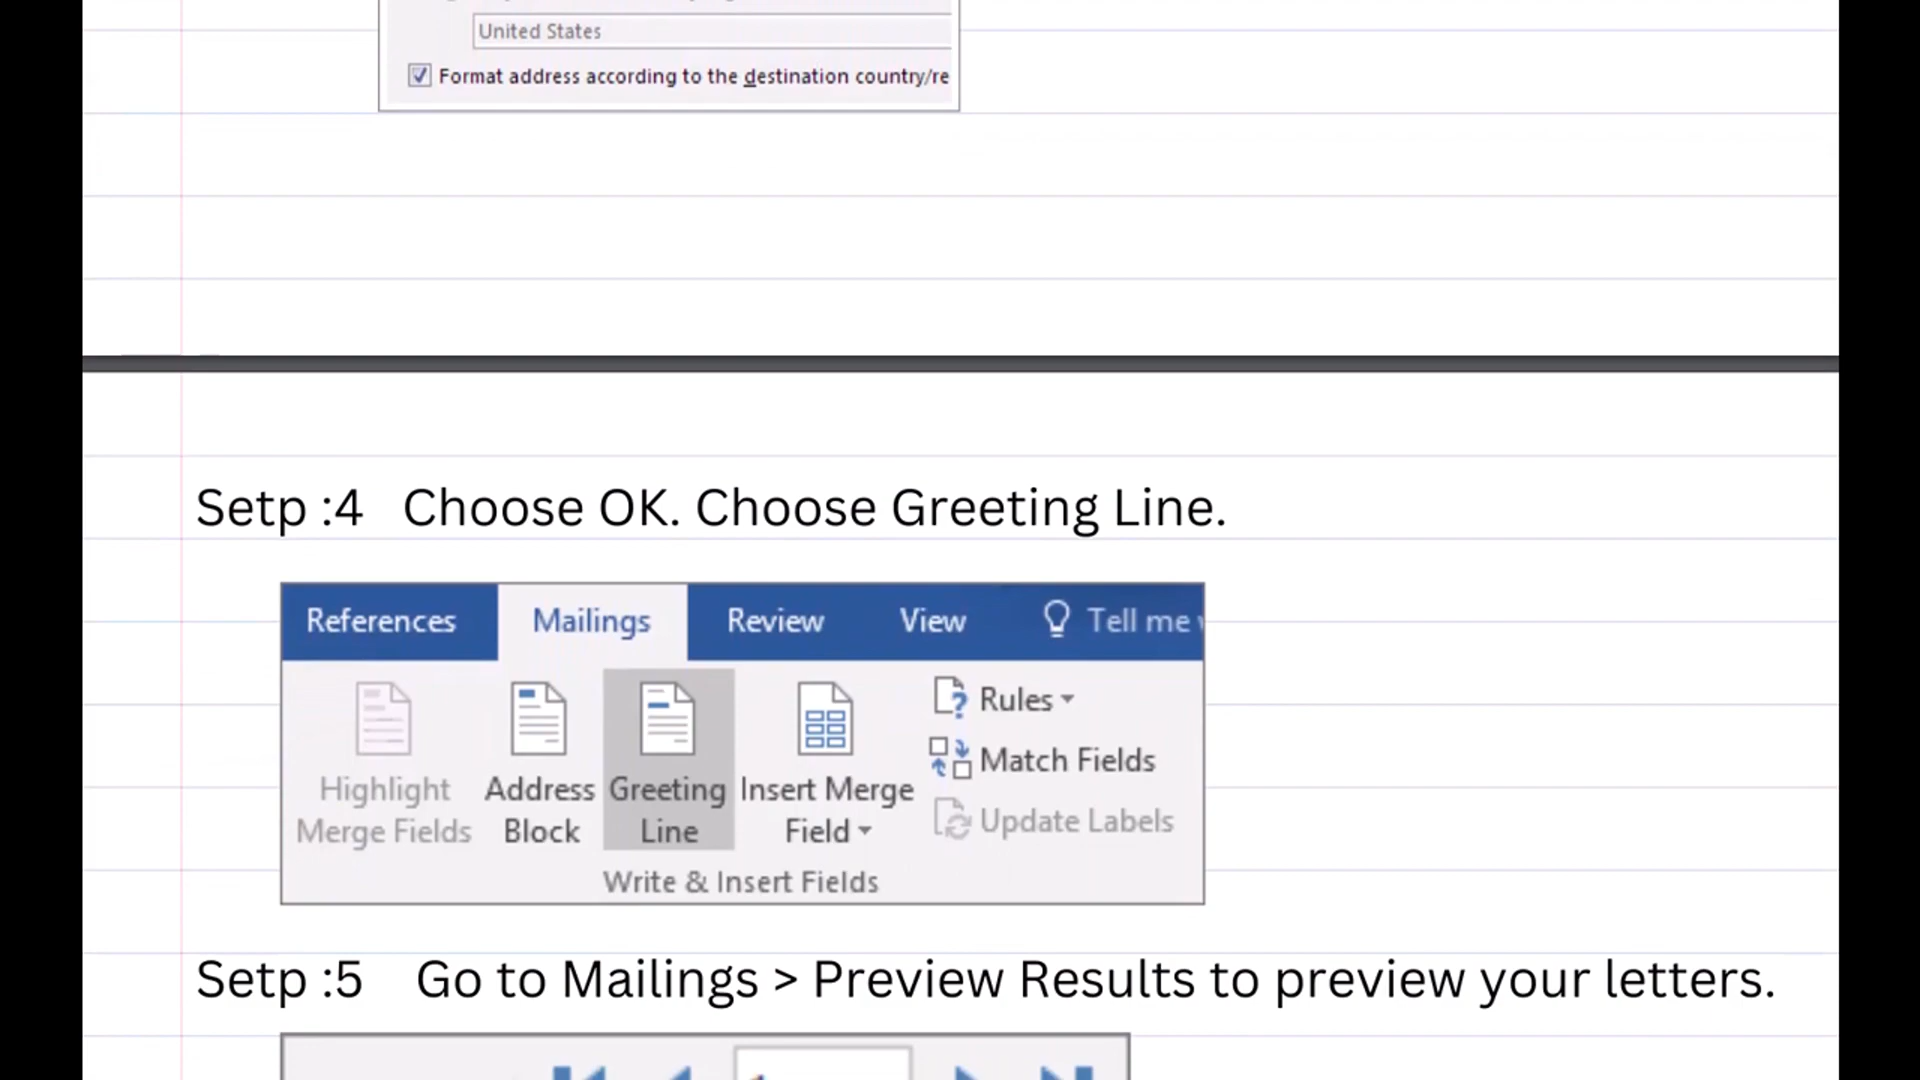 United States
Format address according to the destination country/re
Setp :4 Choose OK. Choose Greeting Line.
References Mailings Review View Tell me
Highlight Merge Fields
Address Block
Greeting Line
Insert Merge Field
Rules
Match Fields
Update Labels
Write & Insert Fields
Setp :5 Go to Mailings > Preview Results to preview your letters.